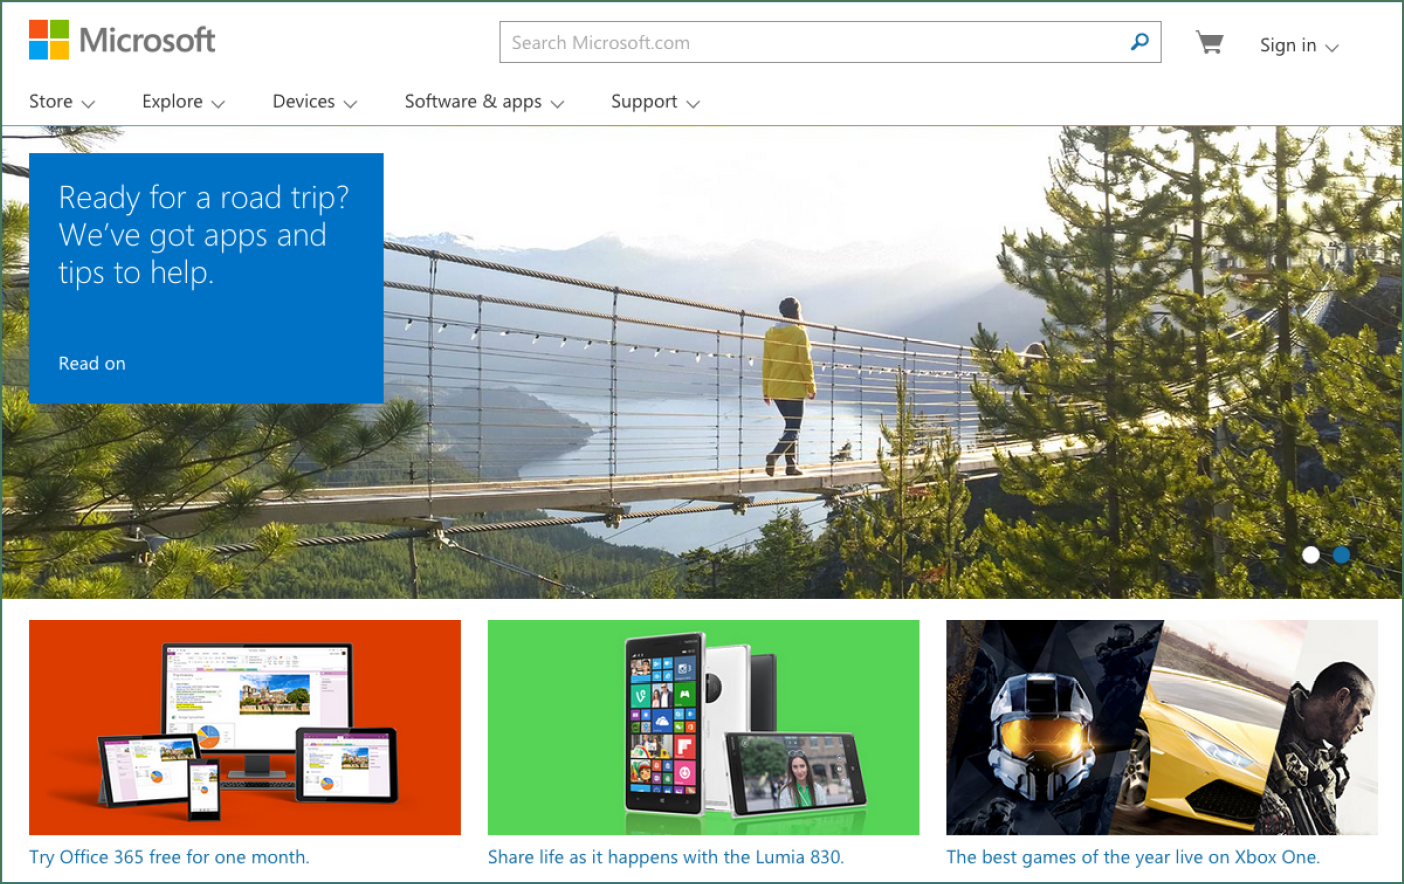 Microsoft
Search Microsoft.com
Sign in
Store
Explore
Devices
Software & apps
Support
Ready for a road trip?
We've got apps and
tips to help.
Read on
Try Office 365 free for one month.
Share life as it happens with the Lumia 830.
The best games of the year live on Xbox One.